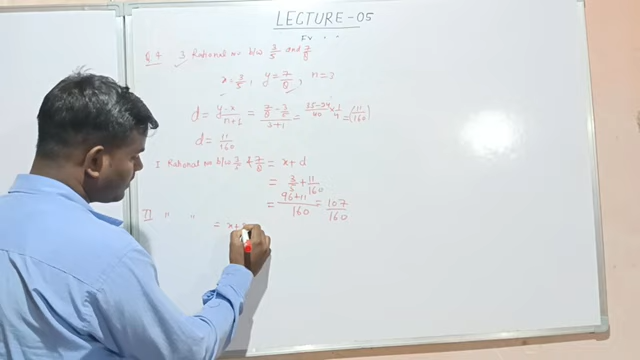 LECTURE-05
Q.4 3 Rational no b/w 3/5 and 7/8
x=3/5, y=7/8, n=3
d = y-x/n+1 = 7/8-3/5/3+1 = 35-24/40 × 1/4 = (11/160)
d = 11/160
I Rational no b/w 3/5 & 7/8 = x+d
= 3/5 + 11/160
= 96+11/160 = 107/160
II " "
= x+